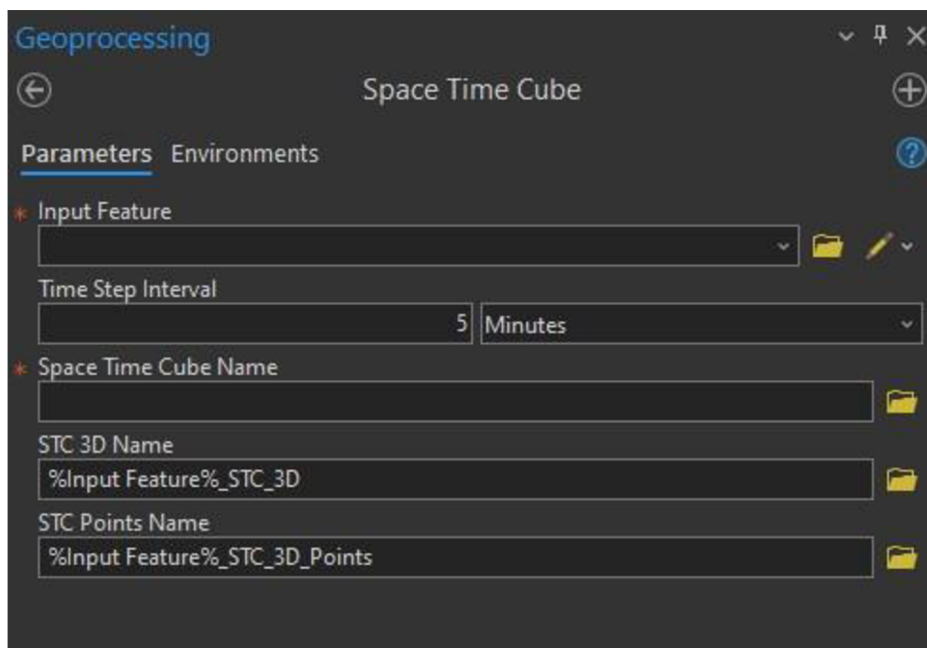 Geoprocessing
Space Time Cube
Parameters Environments
* Input Feature
Time Step Interval
5 Minutes
* Space Time Cube Name
STC 3D Name
%Input Feature%_STC_3D
STC Points Name
%Input Feature%_STC_3D_Points